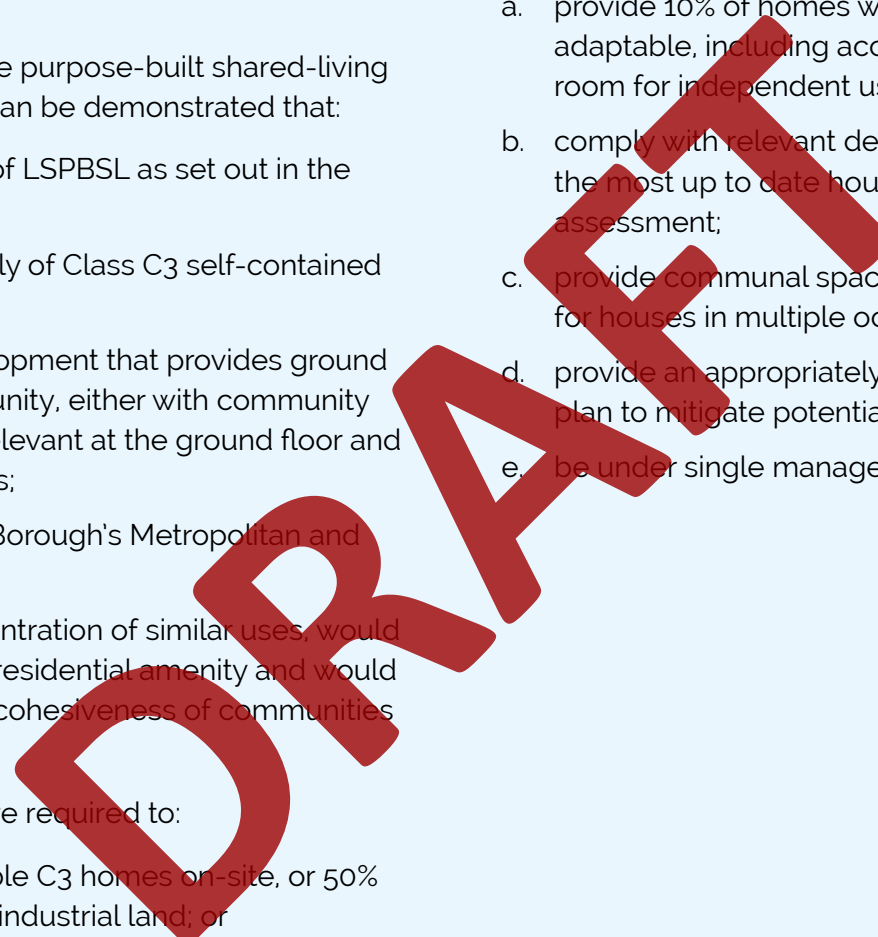 e purpose-built shared-living
an be demonstrated that:
of LSPBSL as set out in the
ly of Class C3 self-contained
opment that provides ground
unity, either with community
elevant at the ground floor and
s;
Borough's Metropolitan and
ntration of similar uses, would
residential amenity and would
cohesiveness of communities
e required to:
ble C3 homes on-site, or 50%
industrial land; or
a. provide 10% of homes w
adaptable, including acc
room for independent us
b. comply with relevant de
the most up to date hou
assessment;
c. provide communal spac
for houses in multiple oc
d. provide an appropriately
plan to mitigate potentia
e. be under single manage
DRAFT